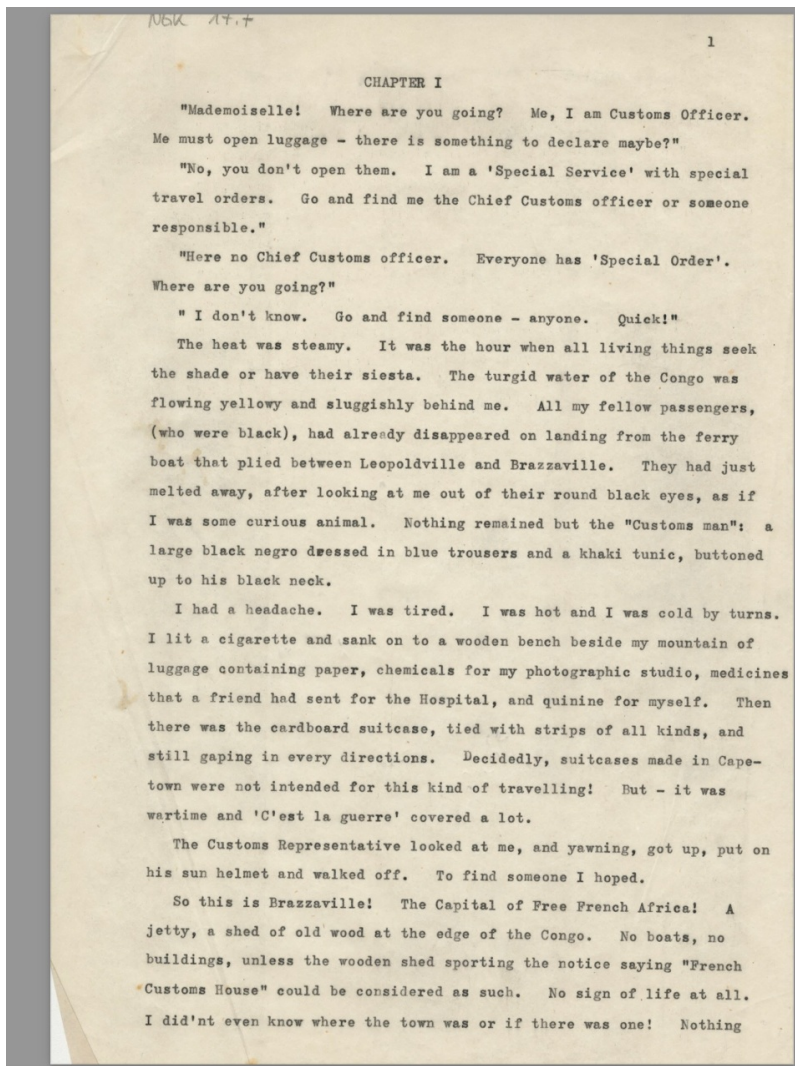 NGK 17.7
1
CHAPTER I
"Mademoiselle! Where are you going? Me, I am Customs Officer.
Me must open luggage - there is something to declare maybe?"
"No, you don't open them. I am a 'Special Service' with special
travel orders. Go and find me the Chief Customs officer or someone
responsible."
"Here no Chief Customs officer. Everyone has 'Special Order'.
Where are you going?"
" I don't know. Go and find someone - anyone. Quick!"
The heat was steamy. It was the hour when all living things seek
the shade or have their siesta. The turgid water of the Congo was
flowing yellowy and sluggishly behind me. All my fellow passengers,
(who were black), had already disappeared on landing from the ferry
boat that plied between Leopoldville and Brazzaville. They had just
melted away, after looking at me out of their round black eyes, as if
I was some curious animal. Nothing remained but the "Customs man": a
large black negro dressed in blue trousers and a khaki tunic, buttoned
up to his black neck.
I had a headache. I was tired. I was hot and I was cold by turns.
I lit a cigarette and sank on to a wooden bench beside my mountain of
luggage containing paper, chemicals for my photographic studio, medicines
that a friend had sent for the Hospital, and quinine for myself. Then
there was the cardboard suitcase, tied with strips of all kinds, and
still gaping in every directions. Decidedly, suitcases made in Cape-
town were not intended for this kind of travelling! But - it was
wartime and 'C'est la guerre' covered a lot.
The Customs Representative looked at me, and yawning, got up, put on
his sun helmet and walked off. To find someone I hoped.
So this is Brazzaville! The Capital of Free French Africa! A
jetty, a shed of old wood at the edge of the Congo. No boats, no
buildings, unless the wooden shed sporting the notice saying "French
Customs House" could be considered as such. No sign of life at all.
I did'nt even know where the town was or if there was one! Nothing